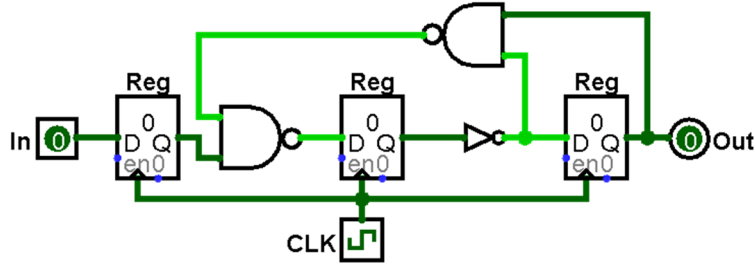 Reg Reg Reg
In 0 0 0 0 0 Out
D Q D Q D Q
en0 en0 en0
CLK